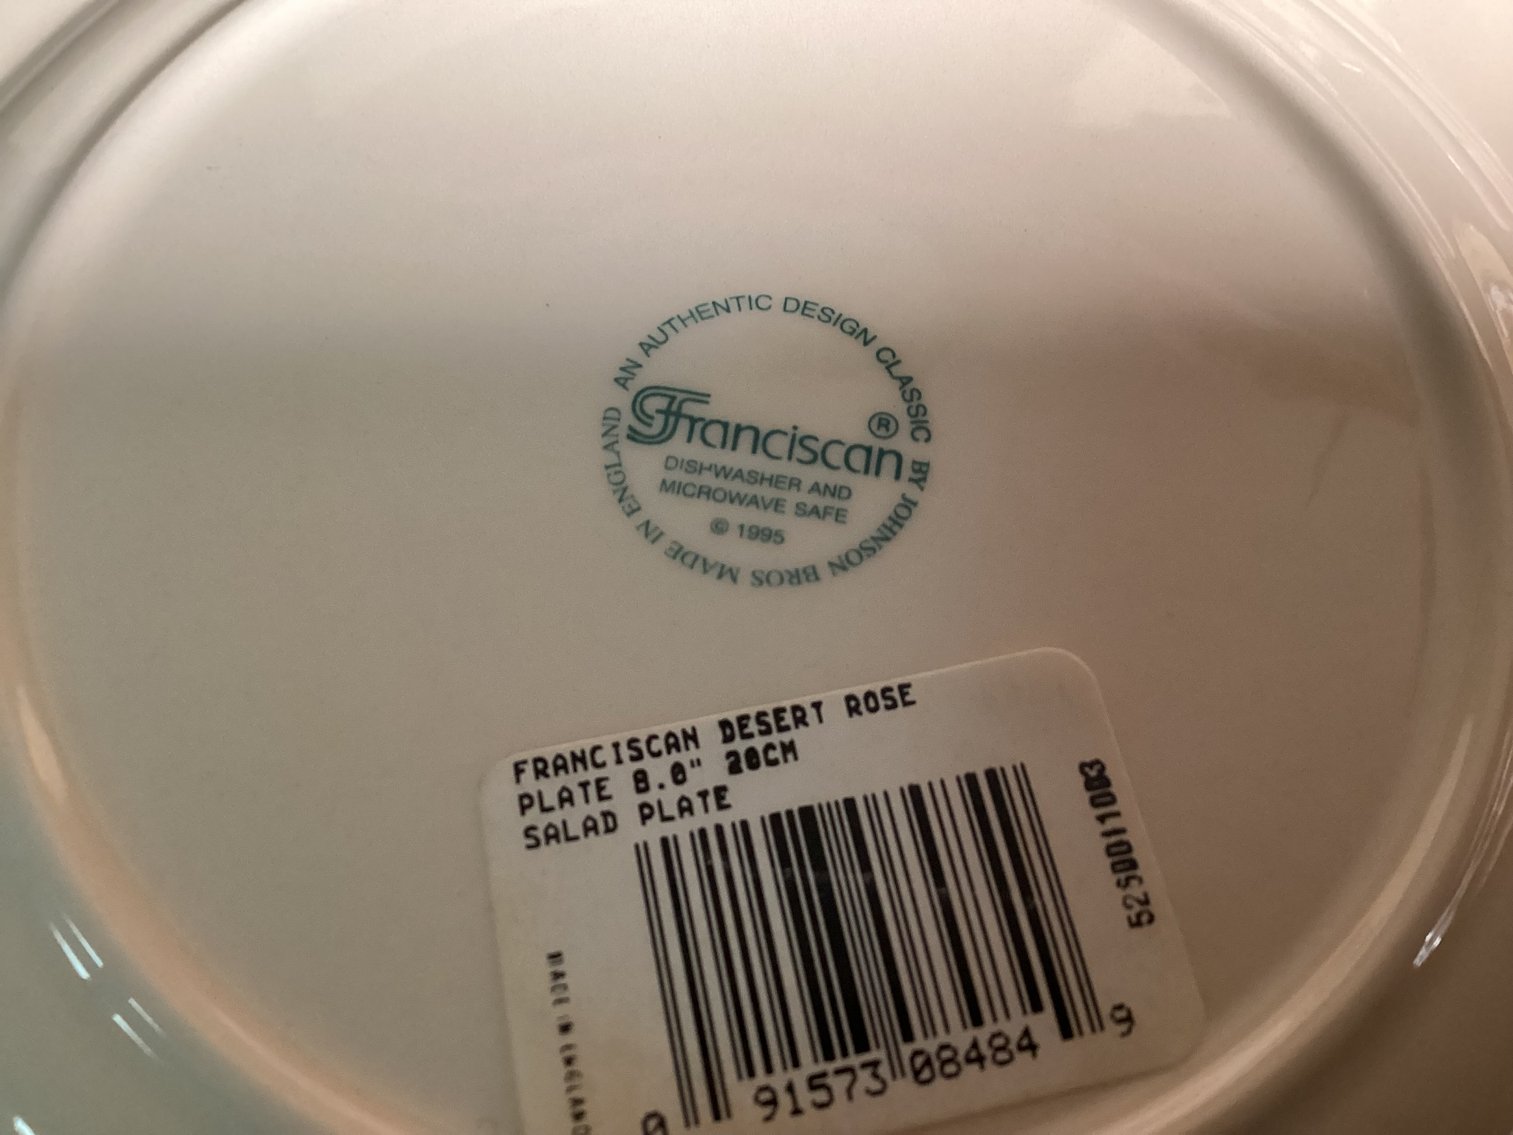 AN AUTHENTIC DESIGN CLASSIC BY JOHNSON BROS MADE IN ENGLAND
Franciscan®
DISHWASHER AND
MICROWAVE SAFE
© 1995
FRANCISCAN DESERT ROSE
PLATE 8.0" 20CM
SALAD PLATE
MADE IN ENGLAND
0 91573 08484 9